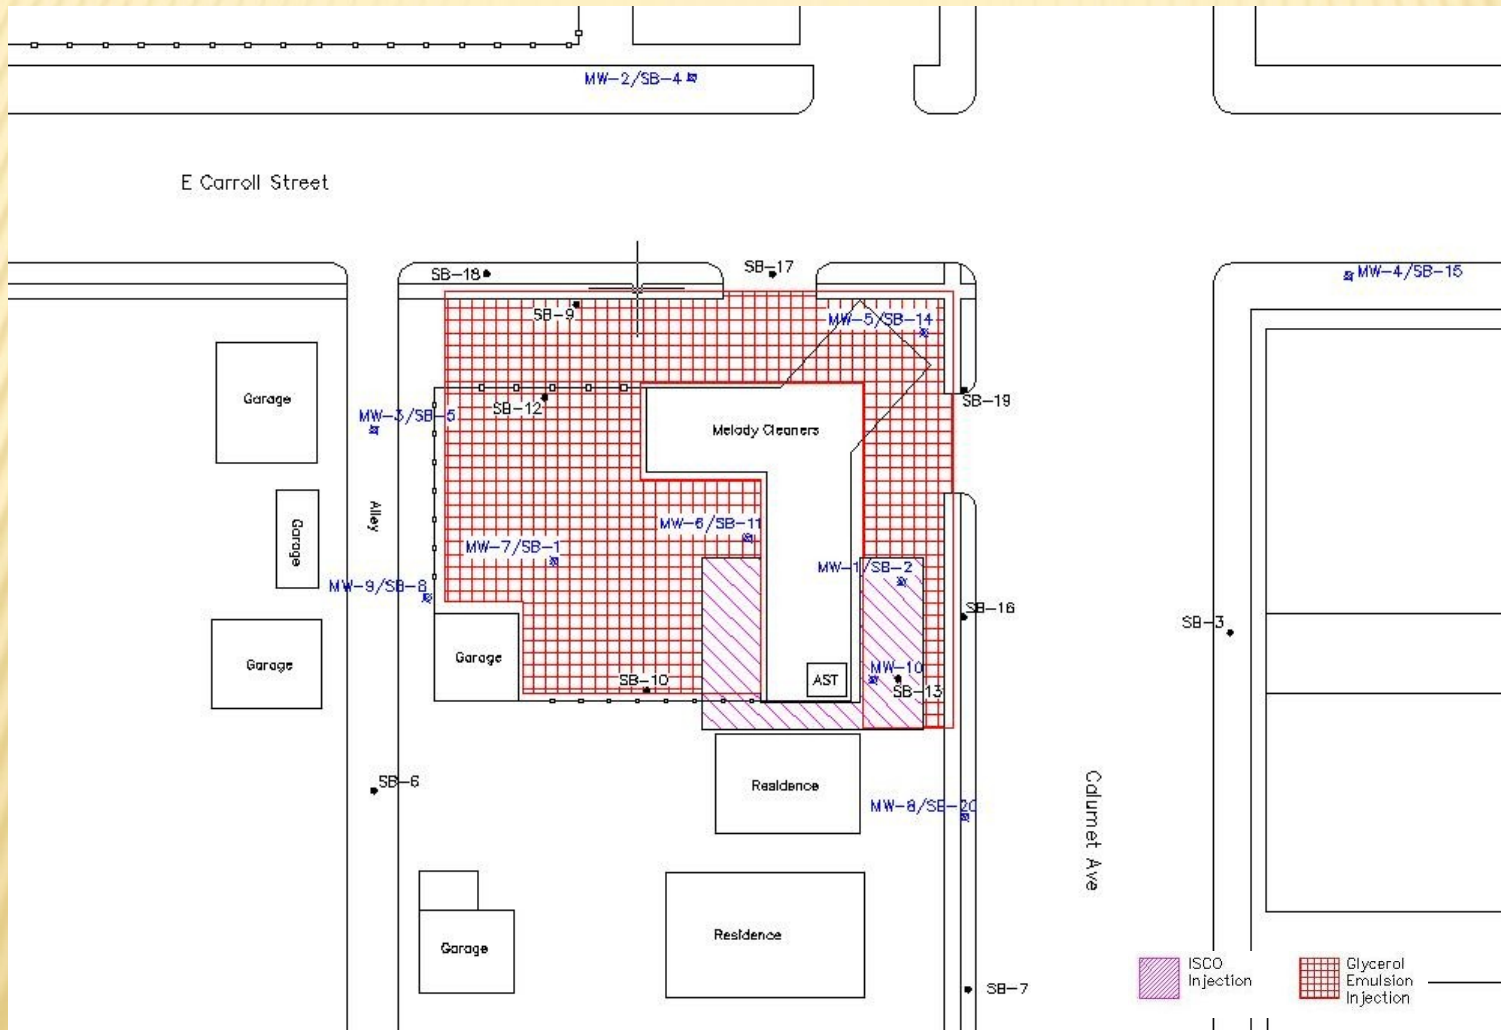 MW-2/SB-4
E Carroll Street
SB-18
SB-17
MW-4/SB-15
SB-9
MW-5/SB-14
Garage
SB-12
SB-19
MW-3/SB-5
Melody Cleaners
Alley
Garage
MW-6/SB-11
MW-7/SB-1
MW-1/SB-2
MW-9/SB-8
SB-16
SB-3
Garage
Garage
SB-10
AST
MW-10
SB-13
SB-6
Residence
MW-8/SB-20
Calumet Ave
Residence
Garage
SB-7
ISCO
Injection
Glycerol
Emulsion
Injection